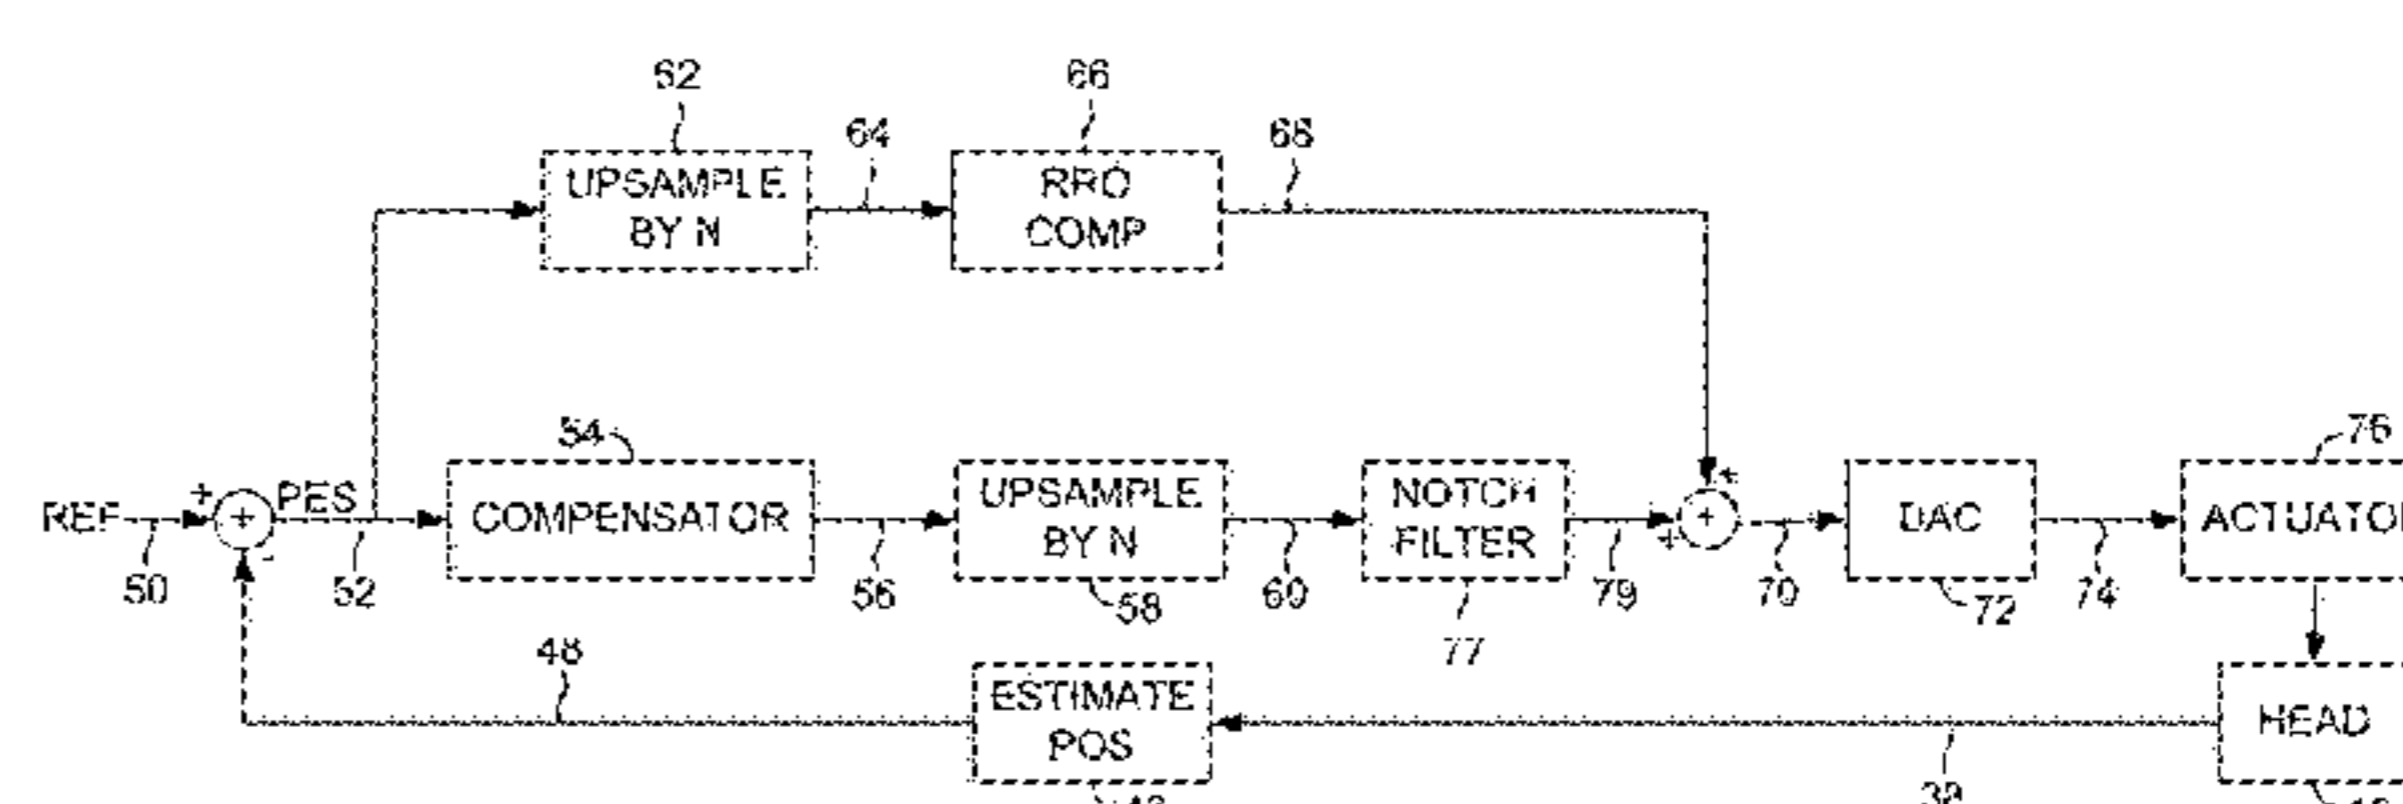 62
66
64
68
UPSAMPLE
BY N
RRO
COMP
54
76
REF
+
+
PES
-
COMPENSATOR
UPSAMPLE
BY N
NOTCH
FILTER
+
+
+
DAC
ACTUATO
50
52
56
58
60
77
79
70
72
74
48
ESTIMATE
POS
HEAD